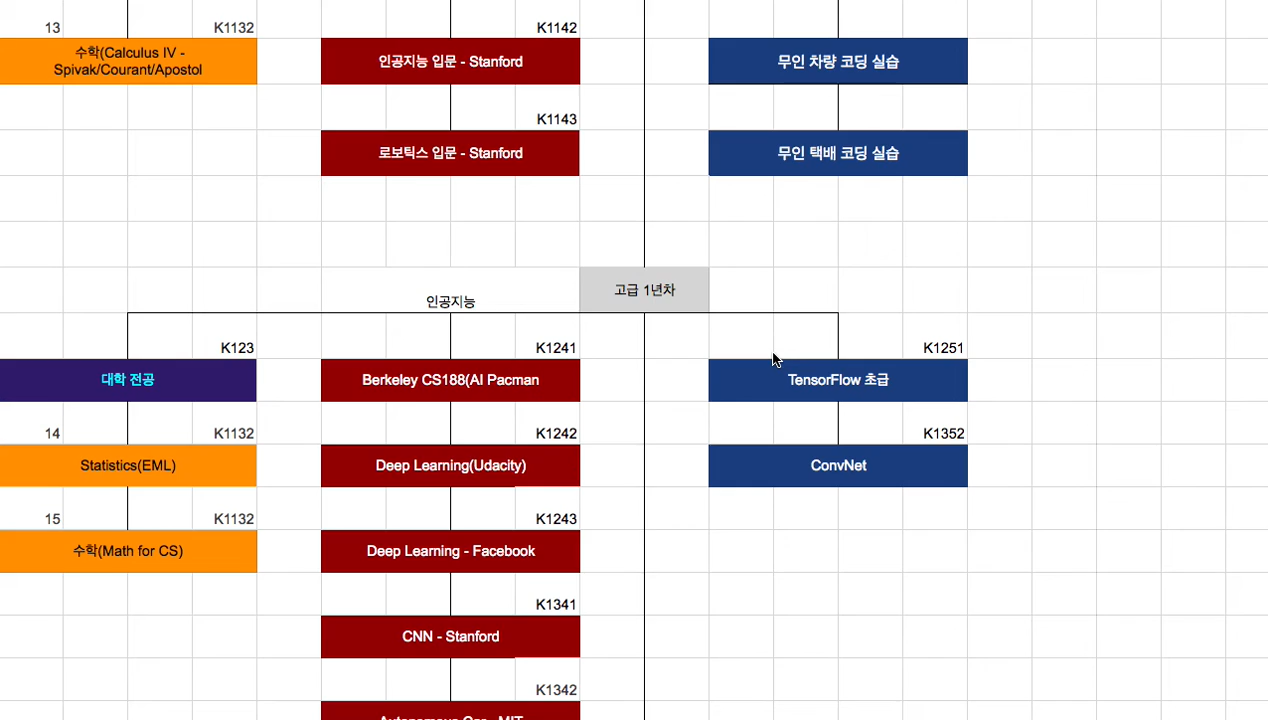 13
K1132
K1142
수학(Calculus IV -
Spivak/Courant/Apostol
인공지능 입문 - Stanford
무인 차량 코딩 실습
K1143
로보틱스 입문 - Stanford
무인 택배 코딩 실습
고급 1년차
인공지능
K123
K1241
K1251
대학 전공
Berkeley CS188(AI Pacman
TensorFlow 초급
14
K1132
K1242
K1352
Statistics(EML)
Deep Learning(Udacity)
ConvNet
15
K1132
K1243
수학(Math for CS)
Deep Learning - Facebook
K1341
CNN - Stanford
K1342
Autonomous Car - MIT